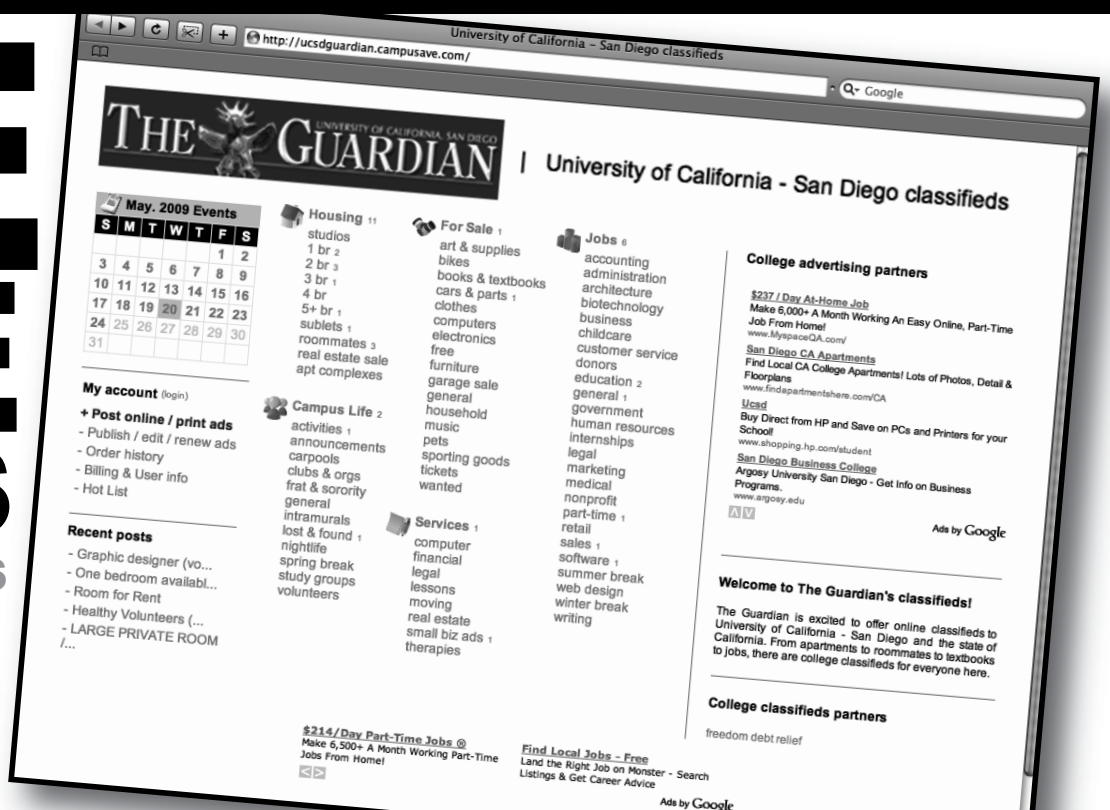 University of California – San Diego classifieds
http://ucsdguardian.campusave.com/
Google
THE GUARDIAN
UNIVERSITY OF CALIFORNIA, SAN DIEGO
| University of California - San Diego classifieds
May. 2009 Events
S M T W T F S
1 2
3 4 5 6 7 8 9
10 11 12 13 14 15 16
17 18 19 20 21 22 23
24 25 26 27 28 29 30
31
My account (login)
+ Post online / print ads
- Publish / edit / renew ads
- Order history
- Billing & User info
- Hot List
Recent posts
- Graphic designer (vo...
- One bedroom availabl...
- Room for Rent
- Healthy Volunteers (...
- LARGE PRIVATE ROOM
/...
Housing 11
studios
1 br 2
2 br 3
3 br 1
4 br
5+ br 1
sublets 1
roommates 3
real estate sale
apt complexes
Campus Life 2
activities 1
announcements
carpools
clubs & orgs
frat & sorority
general
intramurals
lost & found 1
nightlife
spring break
study groups
volunteers
For Sale 1
art & supplies
bikes
books & textbooks
cars & parts 1
clothes
computers
electronics
free
furniture
garage sale
general
household
music
pets
sporting goods
tickets
wanted
Services 1
computer
financial
legal
lessons
moving
real estate
small biz ads 1
therapies
Jobs 6
accounting
administration
architecture
biotechnology
business
childcare
customer service
donors
education 2
general 1
government
human resources
internships
legal
marketing
medical
nonprofit
part-time 1
retail
sales 1
software 1
summer break
web design
winter break
writing
College advertising partners
$237 / Day At-Home Job
Make 6,000+ A Month Working An Easy Online, Part-Time
Job From Home!
www.MyspaceQA.com/
San Diego CA Apartments
Find Local CA College Apartments! Lots of Photos, Detail &
Floorplans
www.findapartmentshere.com/CA
Ucsd
Buy Direct from HP and Save on PCs and Printers for your
School!
www.shopping.hp.com/student
San Diego Business College
Argosy University San Diego - Get Info on Business
Programs.
www.argosy.edu
Ads by Google
Welcome to The Guardian's classifieds!
The Guardian is excited to offer online classifieds to
University of California - San Diego and the state of
California. From apartments to roommates to textbooks
to jobs, there are college classifieds for everyone here.
College classifieds partners
freedom debt relief
$214/Day Part-Time Jobs ®
Make 6,500+ A Month Working Part-Time
Jobs From Home!
Find Local Jobs - Free
Land the Right Job on Monster - Search
Listings & Get Career Advice
Ads by Google